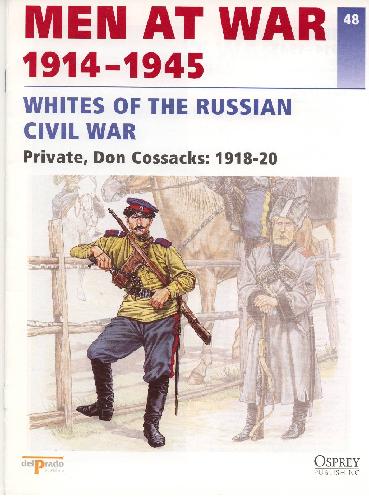 MEN AT WAR
48
1914-1945
WHITES OF THE RUSSIAN
CIVIL WAR
Private, Don Cossacks: 1918-20
delPrado
OSPREY
PUBLISHING